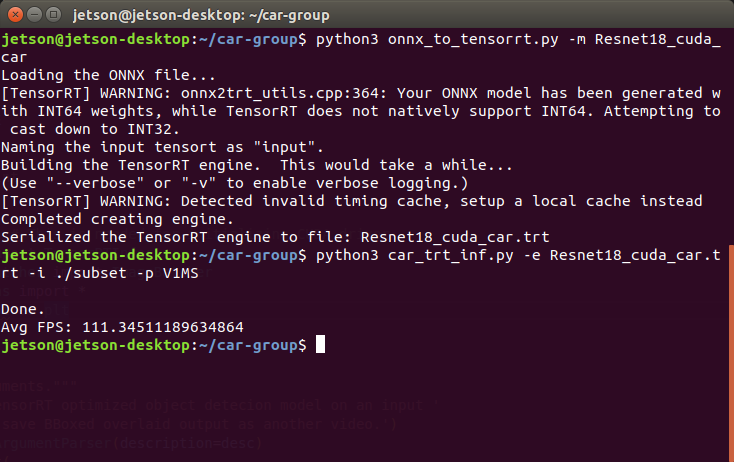 jetson@jetson-desktop: ~/car-group
jetson@jetson-desktop:~/car-group$ python3 onnx_to_tensorrt.py -m Resnet18_cuda_
car
Loading the ONNX file...
[TensorRT] WARNING: onnx2trt_utils.cpp:364: Your ONNX model has been generated w
ith INT64 weights, while TensorRT does not natively support INT64. Attempting to
 cast down to INT32.
Naming the input tensort as "input".
Building the TensorRT engine.  This would take a while...
(Use "--verbose" or "-v" to enable verbose logging.)
[TensorRT] WARNING: Detected invalid timing cache, setup a local cache instead
Completed creating engine.
Serialized the TensorRT engine to file: Resnet18_cuda_car.trt
jetson@jetson-desktop:~/car-group$ python3 car_trt_inf.py -e Resnet18_cuda_car.t
rt -i ./subset -p V1MS
Done.
Avg FPS: 111.34511189634864
jetson@jetson-desktop:~/car-group$